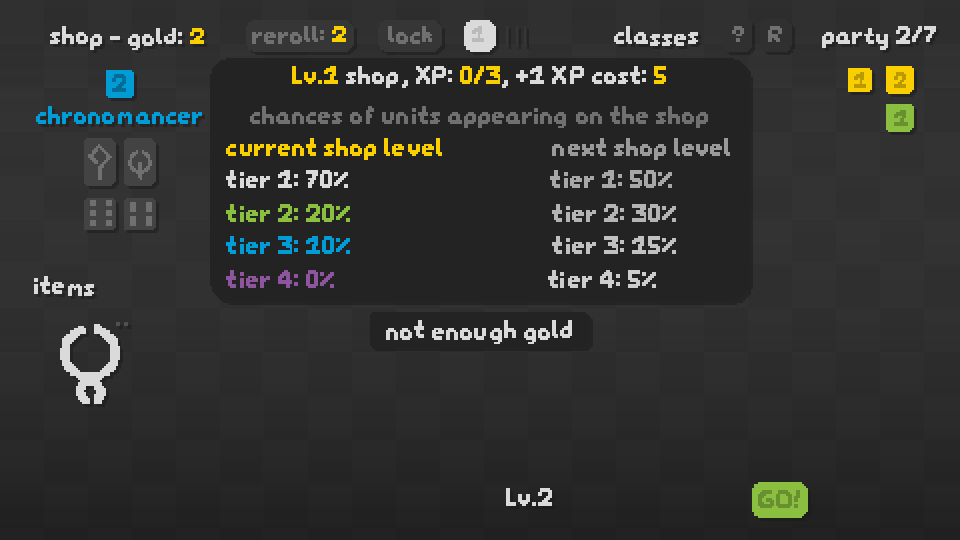 shop - gold: 2 reroll: 2 lock 1 classes ? R party 2/7
2
1 2
1
chronomancer
Lv.1 shop, XP: 0/3, +1 XP cost: 5
chances of units appearing on the shop
current shop level next shop level
tier 1: 70% tier 1: 50%
tier 2: 20% tier 2: 30%
tier 3: 10% tier 3: 15%
tier 4: 0% tier 4: 5%
items
not enough gold
Lv.2
GO!